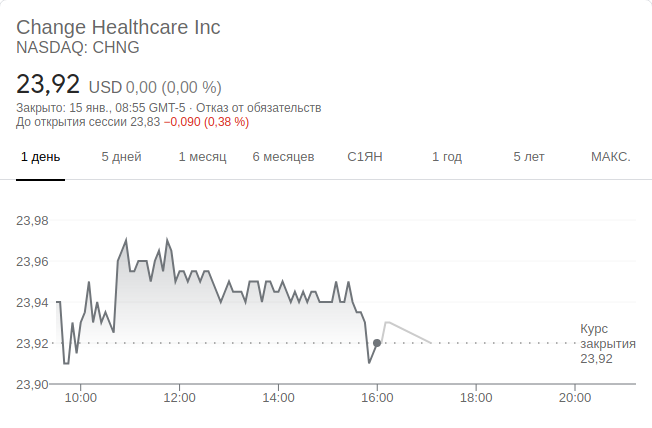 Change Healthcare Inc
NASDAQ: CHNG
23,92 USD 0,00 (0,00 %)
Закрыто: 15 янв., 08:55 GMT-5 · Отказ от обязательств
До открытия сессии 23,83 −0,090 (0,38 %)
1 день 5 дней 1 месяц 6 месяцев С1ЯН 1 год 5 лет МАКС.
23,98
23,96
23,94
23,92
23,90
Курс
закрытия
23,92
10:00 12:00 14:00 16:00 18:00 20:00